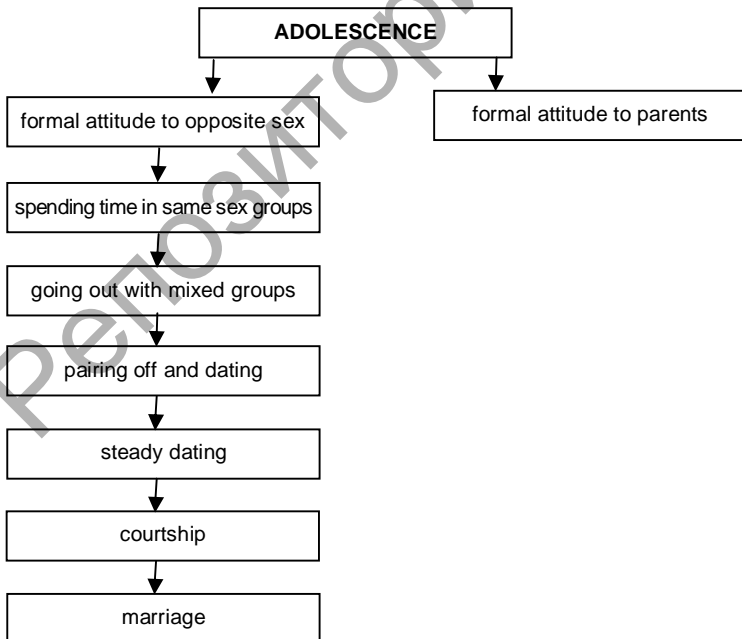 ADOLESCENCE
formal attitude to opposite sex
formal attitude to parents
spending time in same sex groups
going out with mixed groups
pairing off and dating
steady dating
courtship
marriage